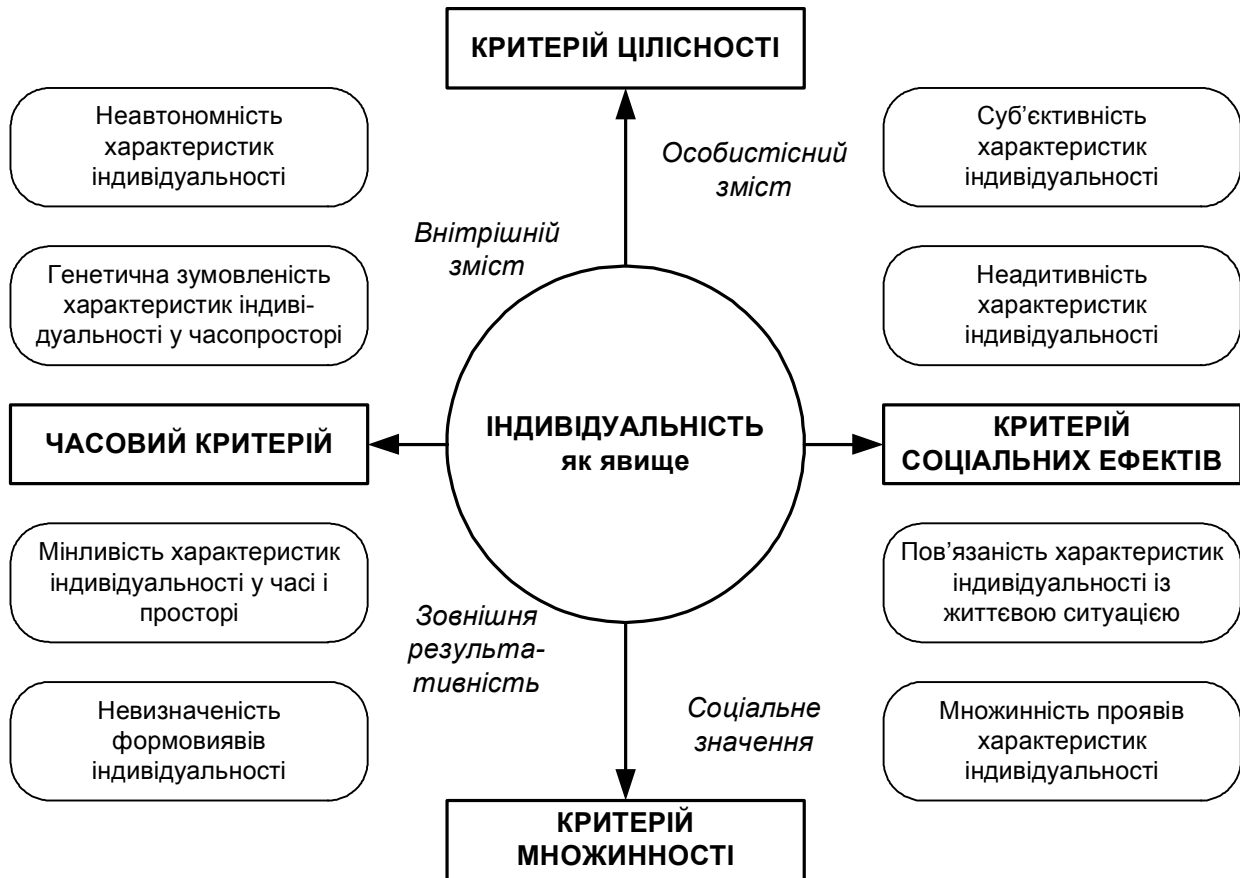 КРИТЕРІЙ ЦІЛІСНОСТІ
Неавтономність
характеристик
індивідуальності
Особистісний
зміст
Суб’єктивність
характеристик
індивідуальності
Внітрішній
зміст
Генетична зумовленість
характеристик індиві-
дуальності у часопросторі
Неадитивність
характеристик
індивідуальності
ЧАСОВИЙ КРИТЕРІЙ
ІНДИВІДУАЛЬНІСТЬ
як явище
КРИТЕРІЙ
СОЦІАЛЬНИХ ЕФЕКТІВ
Мінливість характеристик
індивідуальності у часі і
просторі
Зовнішня
результа-
тивність
Пов’язаність характеристик
індивідуальності із
життєвою ситуацією
Невизначеність
формовиявів
індивідуальності
Соціальне
значення
Множинність проявів
характеристик
індивідуальності
КРИТЕРІЙ
МНОЖИННОСТІ